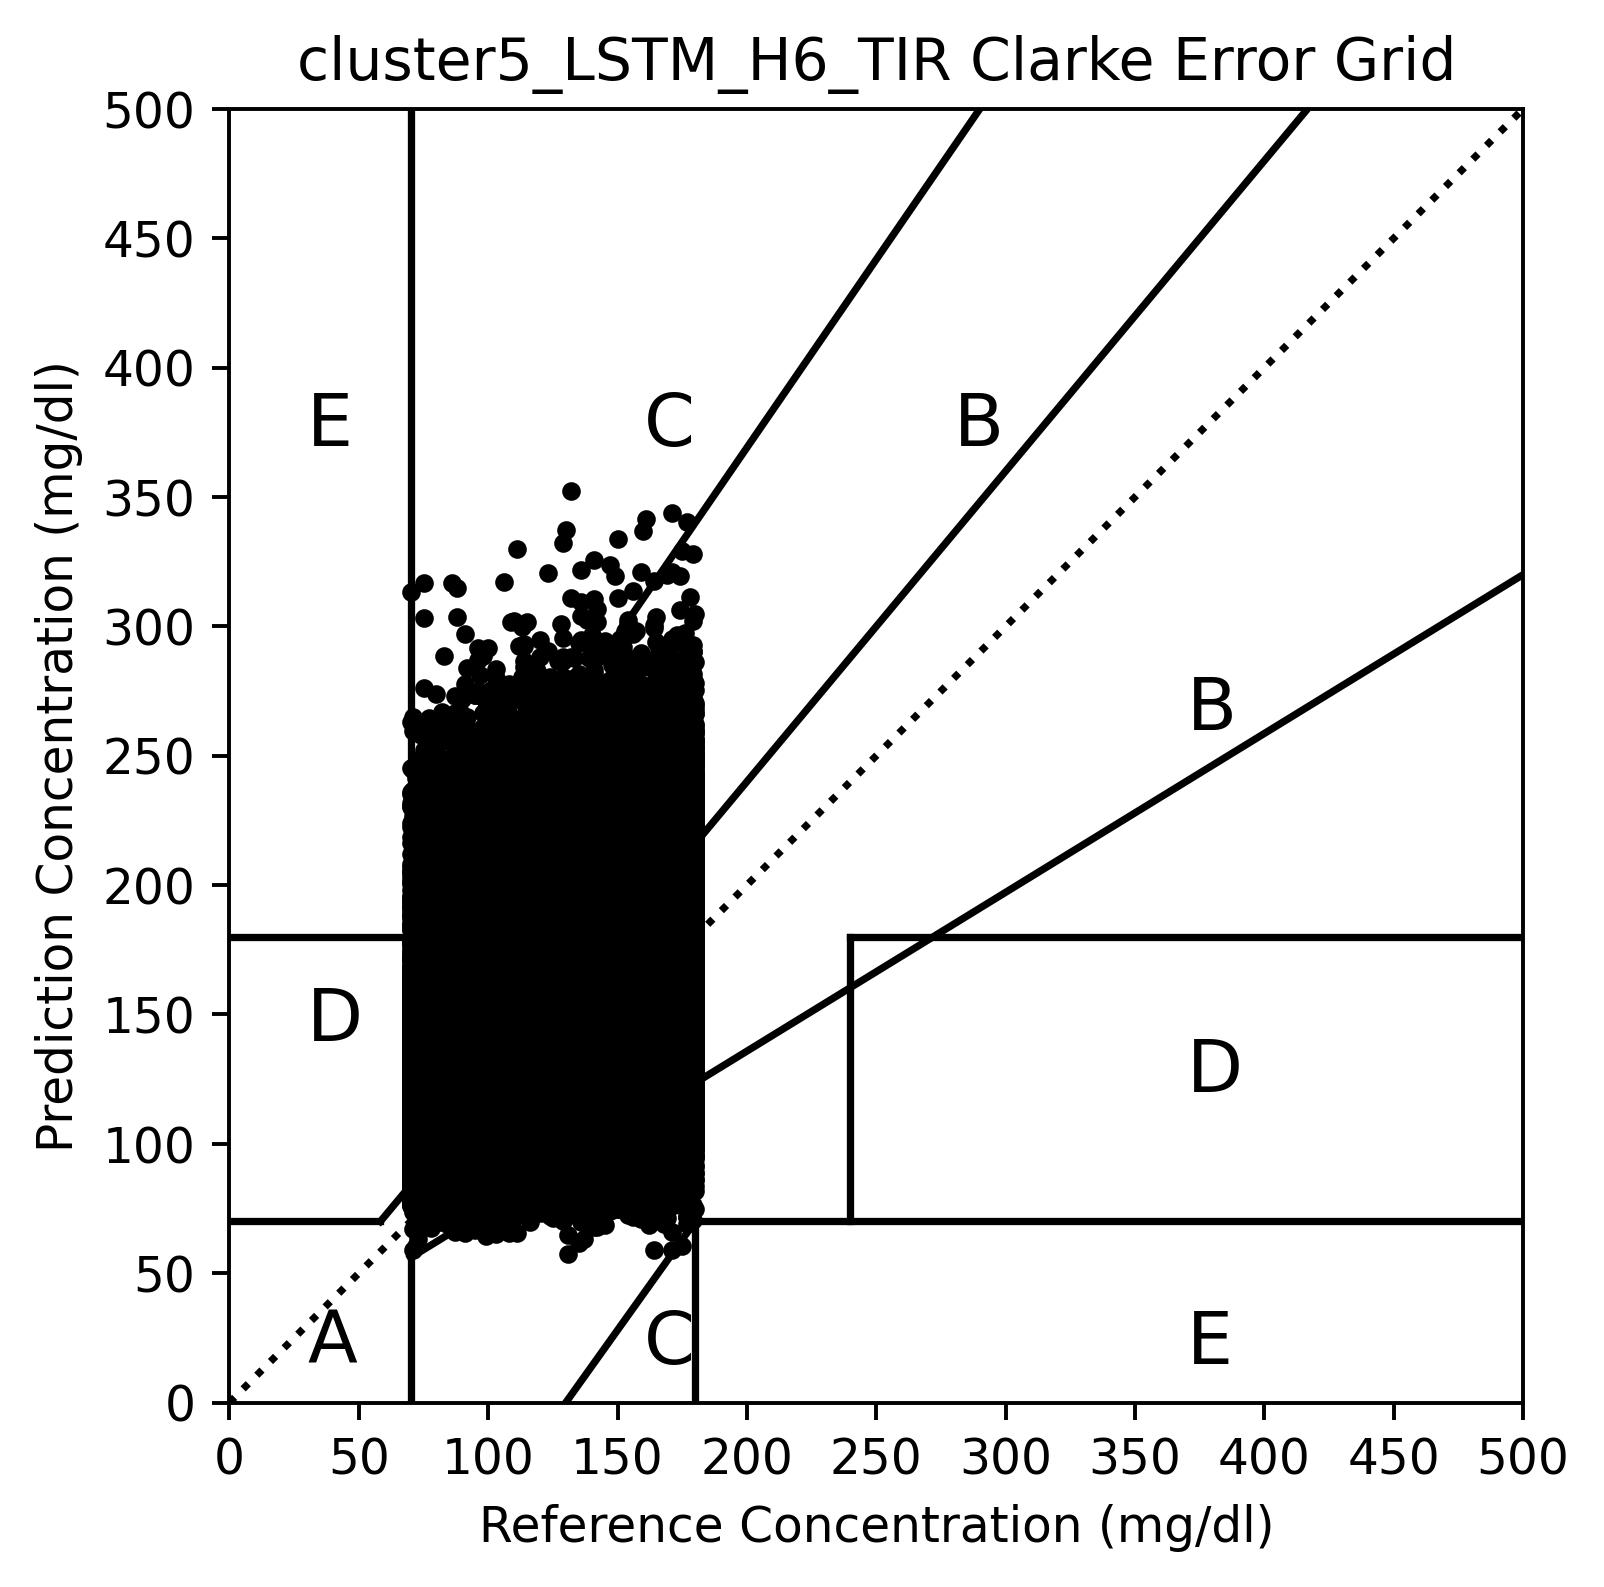 cluster5_LSTM_H6_TIR Clarke Error Grid
500
450
400
350
300
250
200
150
100
50
0
Prediction Concentration (mg/dl)
E
C
B
B
D
D
A
C
E
0 50 100 150 200 250 300 350 400 450 500
Reference Concentration (mg/dl)